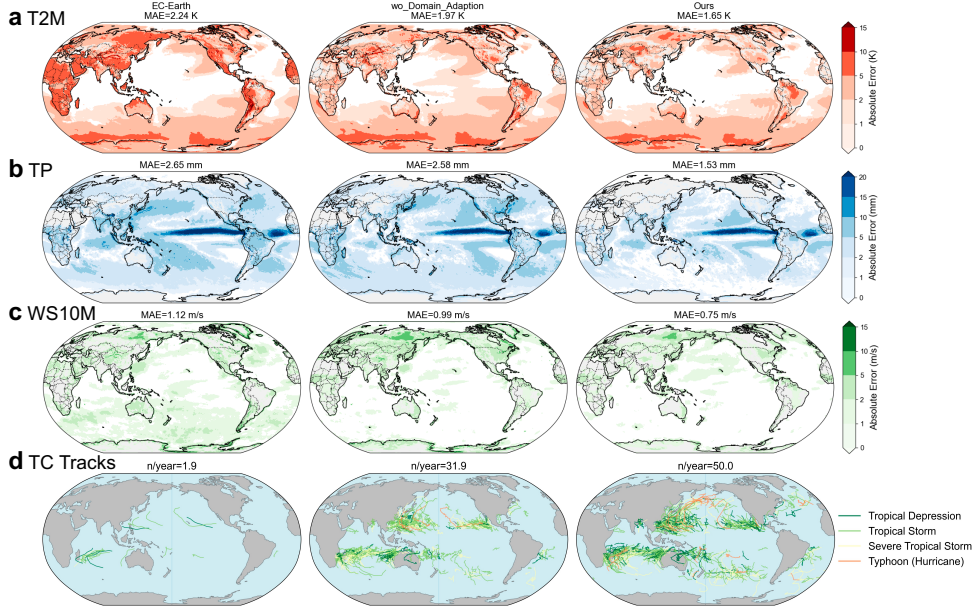 a T2M
EC-Earth
MAE=2.24 K
wo_Domain_Adaption
MAE=1.97 K
Ours
MAE=1.65 K
15
10
5
2
1
0
Absolute Error (K)
b TP
MAE=2.65 mm
MAE=2.58 mm
MAE=1.53 mm
20
15
10
5
2
1
0
Absolute Error (mm)
c WS10M
MAE=1.12 m/s
MAE=0.99 m/s
MAE=0.75 m/s
15
10
5
2
1
0
Absolute Error (m/s)
d TC Tracks
n/year=1.9
n/year=31.9
n/year=50.0
Tropical Depression
Tropical Storm
Severe Tropical Storm
Typhoon (Hurricane)